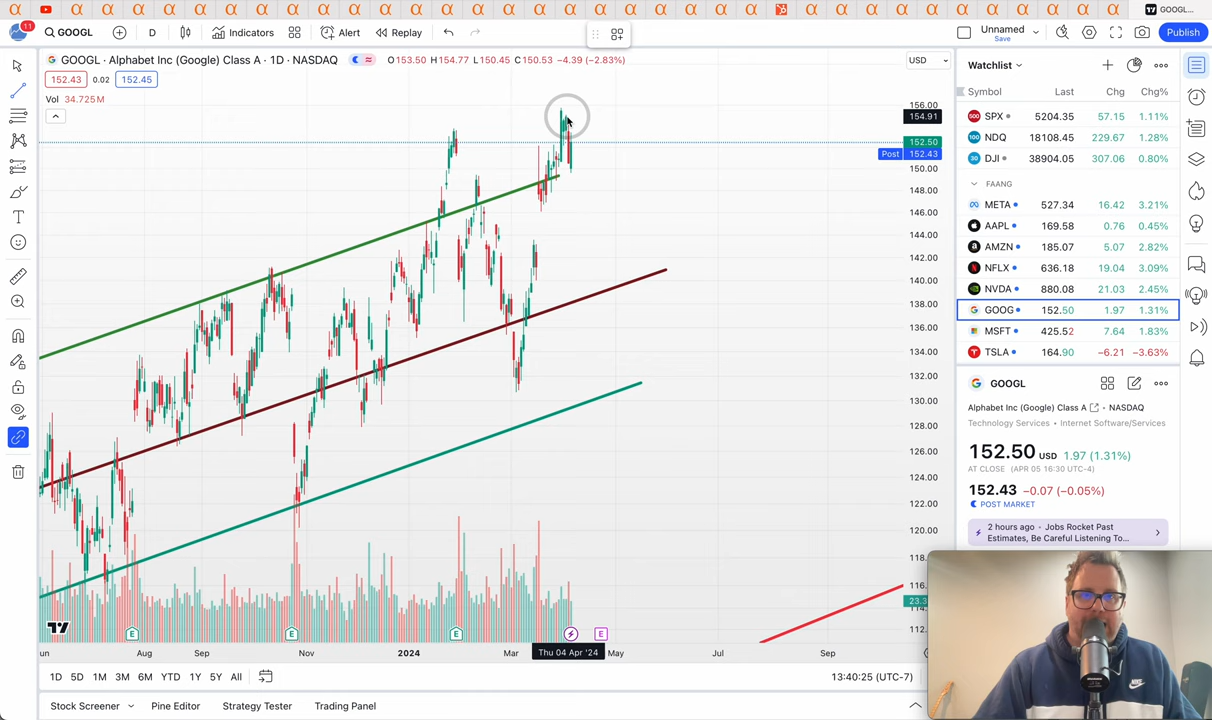 GOOGL...
11
GOOGL
D
Indicators
Alert
Replay
Unnamed
Save
Publish
GOOGL · Alphabet Inc (Google) Class A · 1D · NASDAQ
O153.50 H154.77 L150.45 C150.53 −4.39 (−2.83%)
USD
152.43
0.02
152.45
Vol 34.725M
156.00
154.91
152.50
Post 152.43
150.00
148.00
146.00
144.00
142.00
140.00
138.00
136.00
134.00
132.00
130.00
128.00
126.00
124.00
122.00
120.00
118.
116.
23.3
112.
E
E
E
E
un
Aug
Sep
Nov
2024
Mar
Thu 04 Apr '24
May
Jul
Sep
1D
5D
1M
3M
6M
YTD
1Y
5Y
All
13:40:25 (UTC-7)
Stock Screener
Pine Editor
Strategy Tester
Trading Panel
Watchlist
Symbol Last Chg Chg%
SPX 5204.35 57.15 1.11%
NDQ 18108.45 229.67 1.28%
DJI 38904.05 307.06 0.80%
FAANG
META 527.34 16.42 3.21%
AAPL 169.58 0.76 0.45%
AMZN 185.07 5.07 2.82%
NFLX 636.18 19.04 3.09%
NVDA 880.08 21.03 2.45%
GOOG 152.50 1.97 1.31%
MSFT 425.52 7.64 1.83%
TSLA 164.90 −6.21 −3.63%
GOOGL
Alphabet Inc (Google) Class A · NASDAQ
Technology Services • Internet Software/Services
152.50 USD 1.97 (1.31%)
AT CLOSE (APR 05 16:30 UTC-4)
152.43 −0.07 (−0.05%)
POST MARKET
2 hours ago · Jobs Rocket Past
Estimates, Be Careful Listening To...